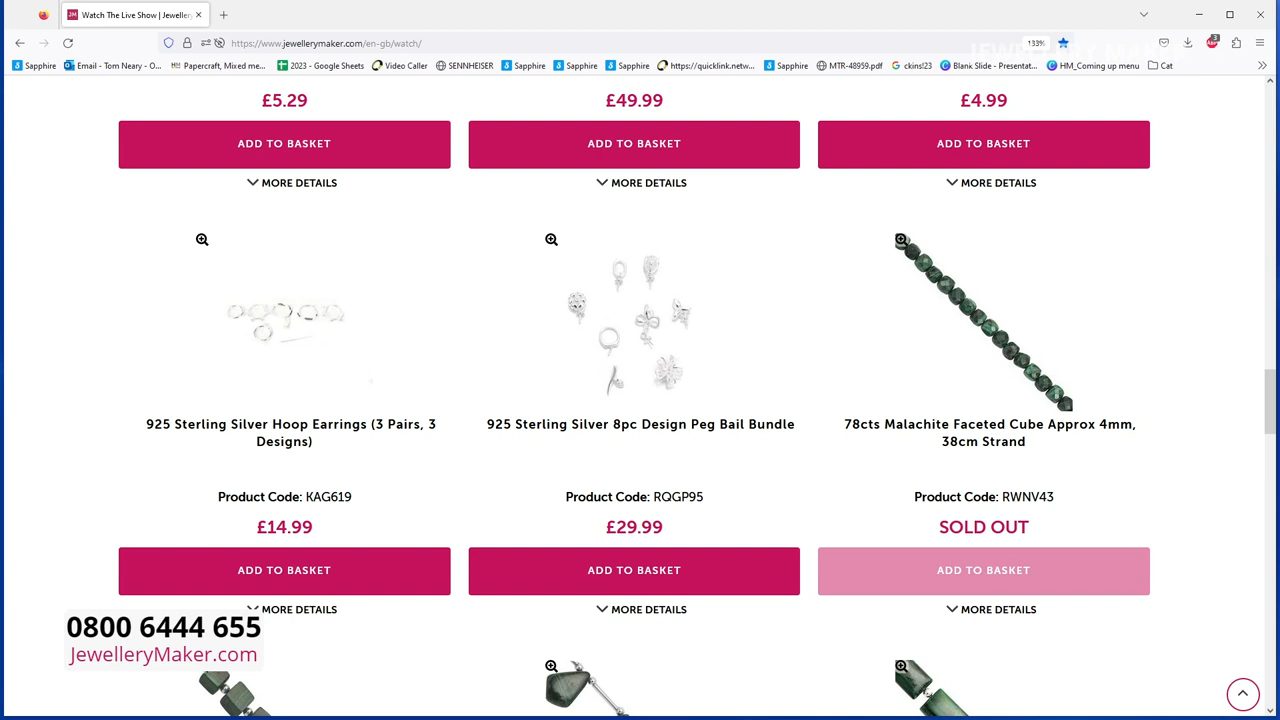 Watch The Live Show | Jewellery
https://www.jewellerymaker.com/en-gb/watch/
133%
3
Sapphire
Email - Tom Neary - O...
Papercraft, Mixed me...
2023 - Google Sheets
Video Caller
SENNHEISER
Sapphire
Sapphire
Sapphire
https://quicklink.netw...
Sapphire
MTR-48959.pdf
ckins!23
Blank Slide - Presentat...
HM_Coming up menu
Cat
£5.29
£49.99
£4.99
ADD TO BASKET
ADD TO BASKET
ADD TO BASKET
MORE DETAILS
MORE DETAILS
MORE DETAILS
925 Sterling Silver Hoop Earrings (3 Pairs, 3
Designs)
925 Sterling Silver 8pc Design Peg Bail Bundle
78cts Malachite Faceted Cube Approx 4mm,
38cm Strand
Product Code: KAG619
Product Code: RQGP95
Product Code: RWNV43
£14.99
£29.99
SOLD OUT
ADD TO BASKET
ADD TO BASKET
ADD TO BASKET
MORE DETAILS
MORE DETAILS
MORE DETAILS
0800 6444 655
JewelleryMaker.com